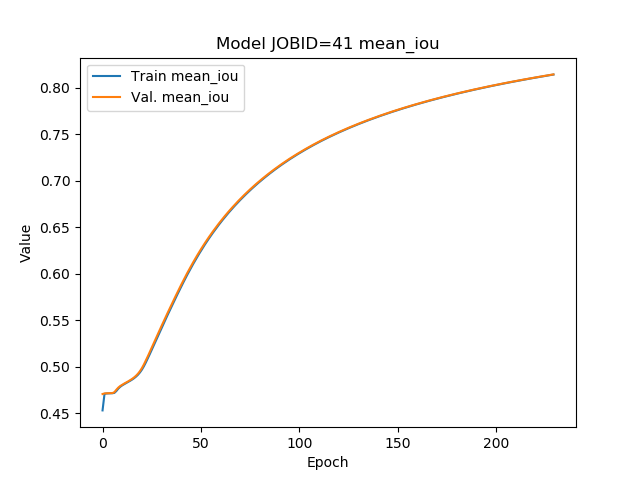 Model JOBID=41 mean_iou
Train mean_iou
Val. mean_iou
0.80
0.75
0.70
0.65
0.60
0.55
0.50
0.45
Value
0 50 100 150 200
Epoch